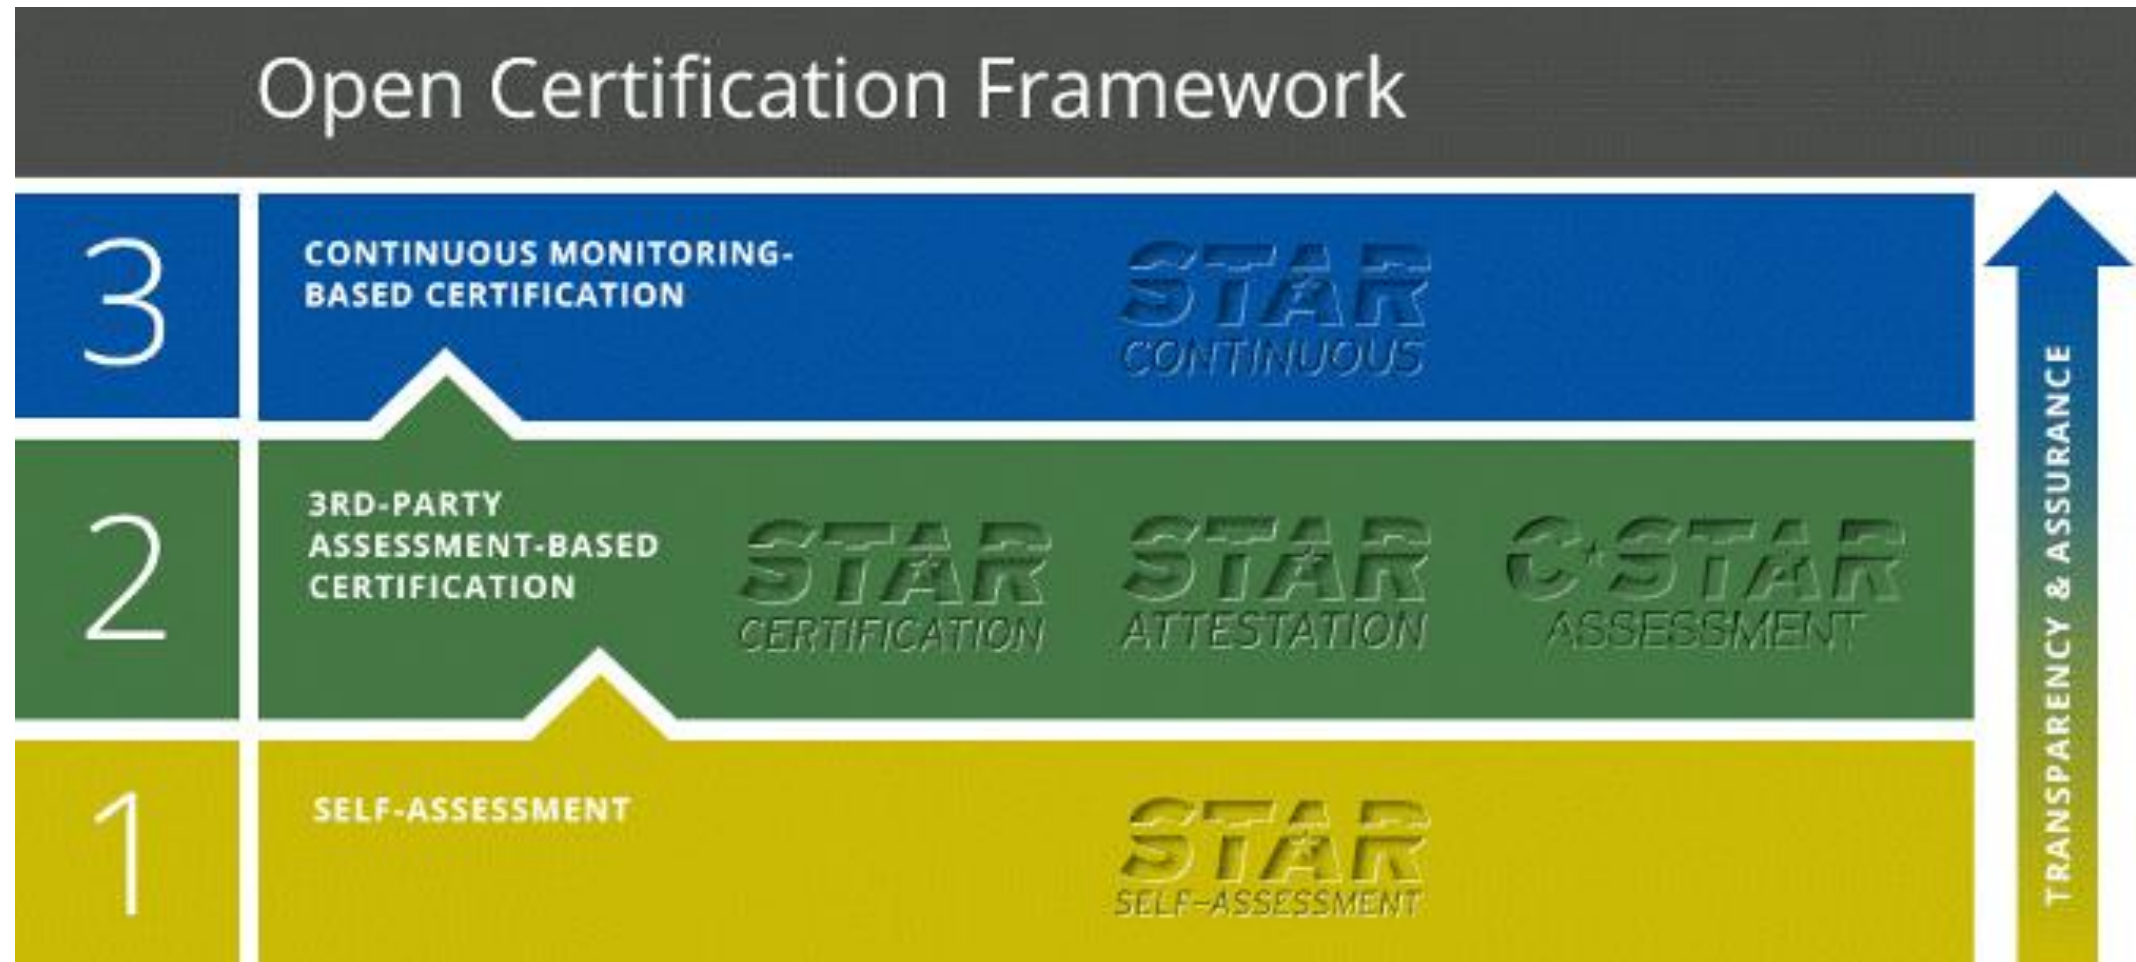 Open Certification Framework
3
CONTINUOUS MONITORING-
BASED CERTIFICATION
STAR
CONTINUOUS
2
3RD-PARTY
ASSESSMENT-BASED
CERTIFICATION
STAR
CERTIFICATION
STAR
ATTESTATION
C★STAR
ASSESSMENT
1
SELF-ASSESSMENT
STAR
SELF-ASSESSMENT
TRANSPARENCY & ASSURANCE